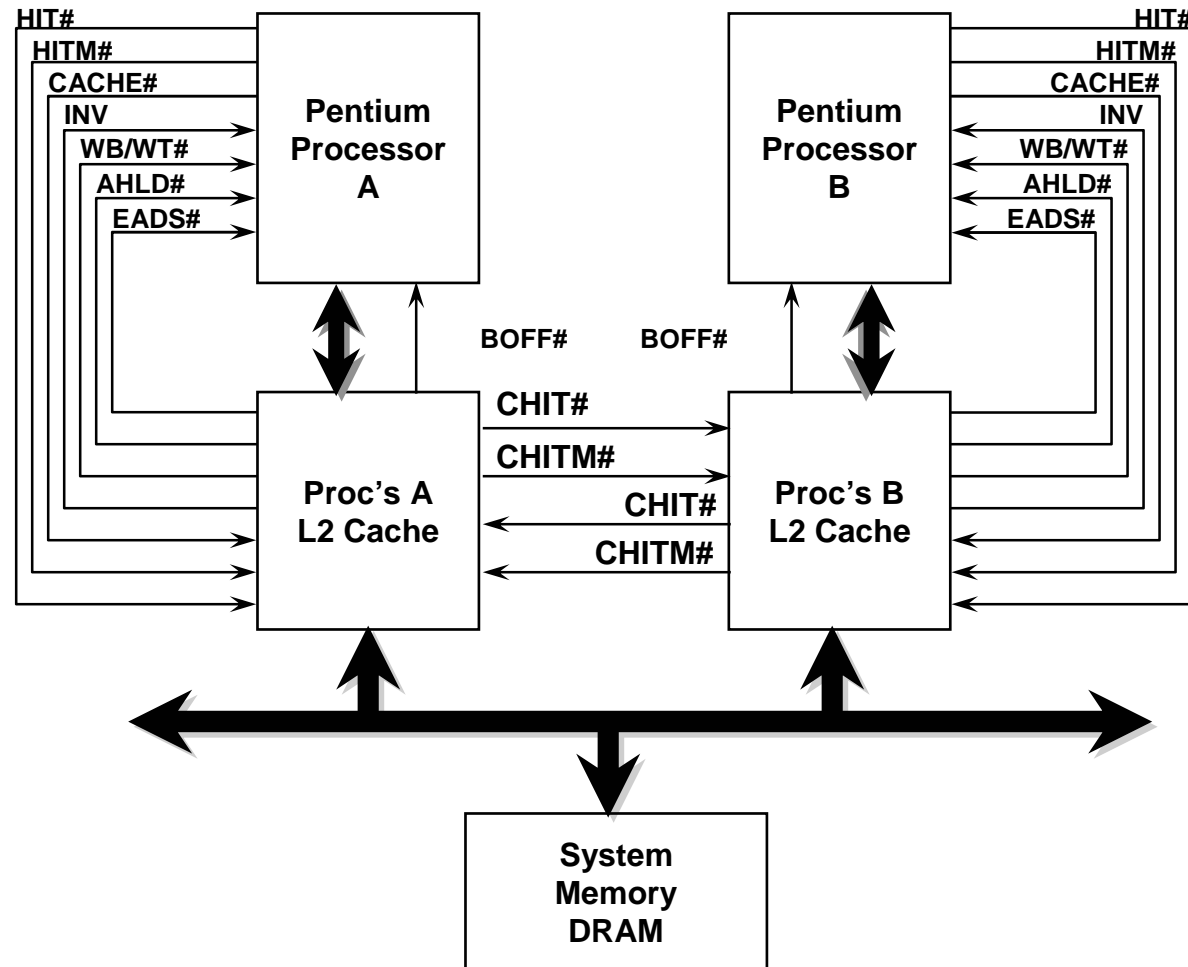 HIT#
HITM#
CACHE#
INV
WB/WT#
AHLD#
EADS#
Pentium
Processor
A
Pentium
Processor
B
HIT#
HITM#
CACHE#
INV
WB/WT#
AHLD#
EADS#
BOFF#
BOFF#
CHIT#
CHITM#
CHIT#
CHITM#
Proc's A
L2 Cache
Proc's B
L2 Cache
System
Memory
DRAM